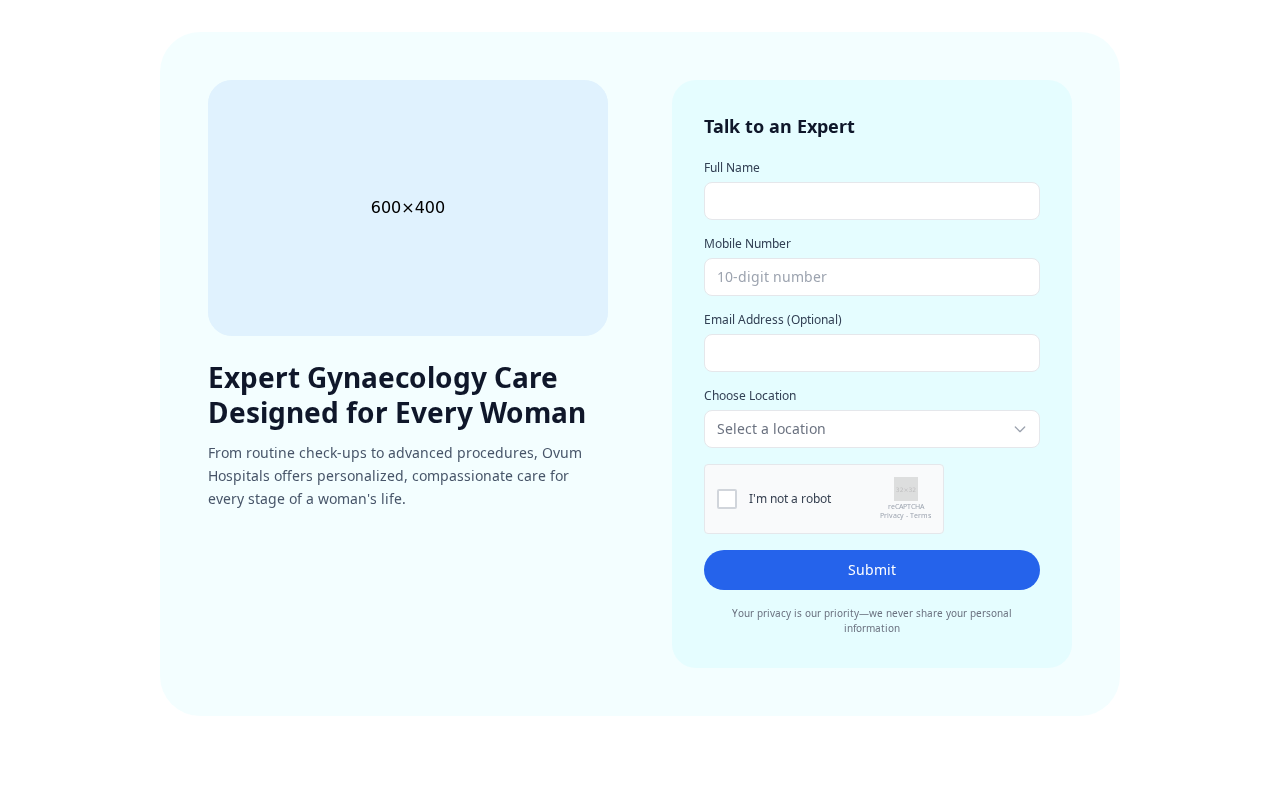 600×400
Expert Gynaecology Care
Designed for Every Woman
From routine check-ups to advanced procedures, Ovum
Hospitals offers personalized, compassionate care for
every stage of a woman's life.
Talk to an Expert
Full Name
Mobile Number
10-digit number
Email Address (Optional)
Choose Location
Select a location
I'm not a robot
reCAPTCHA
Privacy - Terms
Submit
Your privacy is our priority—we never share your personal
information